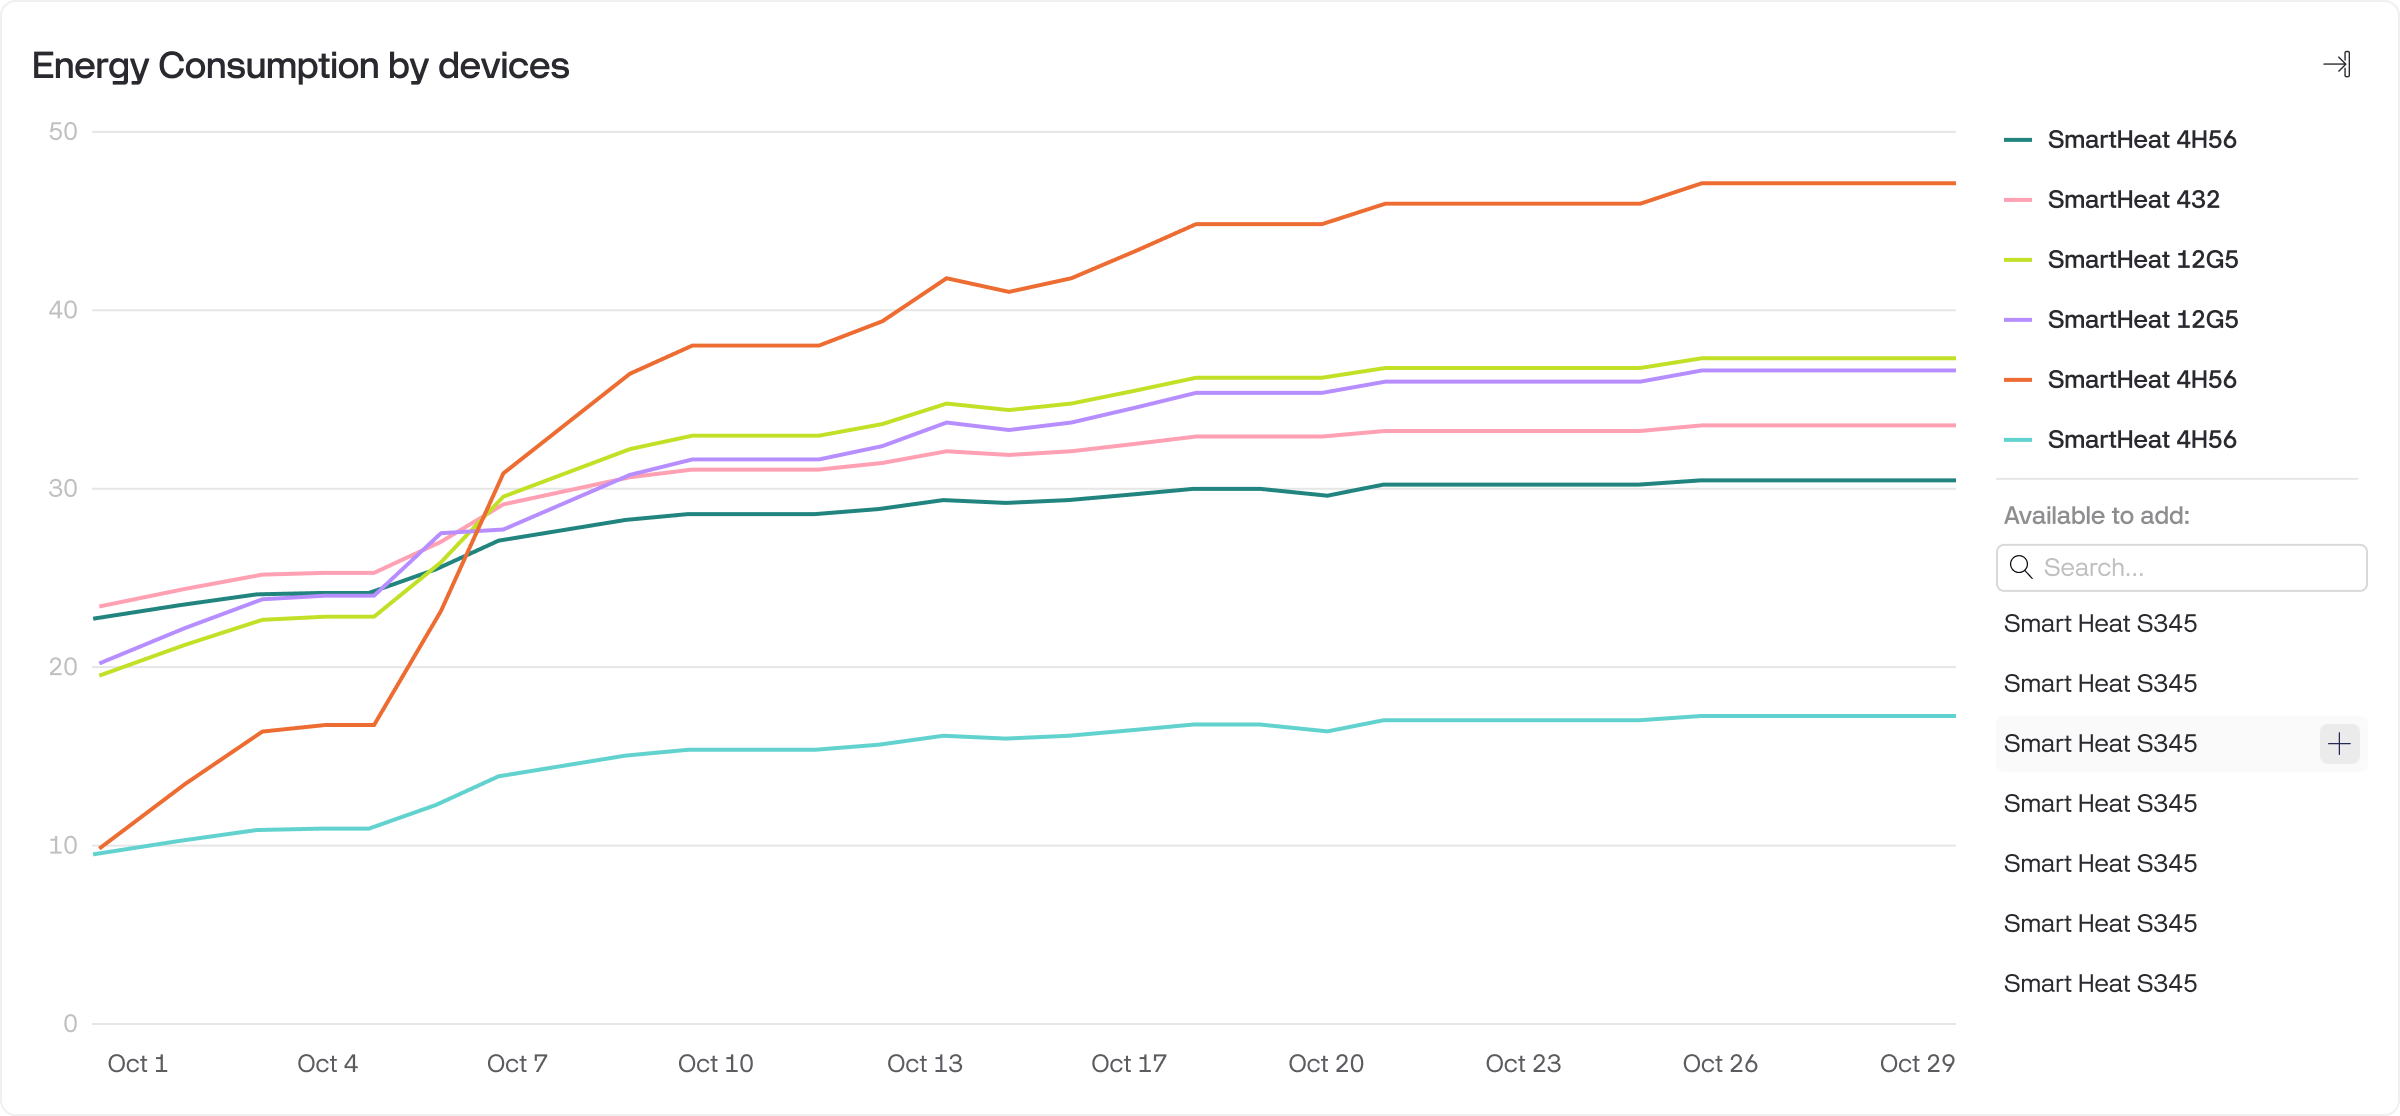 Energy Consumption by devices
50
40
30
20
10
0
Oct 1
Oct 4
Oct 7
Oct 10
Oct 13
Oct 17
Oct 20
Oct 23
Oct 26
Oct 29
SmartHeat 4H56
SmartHeat 432
SmartHeat 12G5
SmartHeat 12G5
SmartHeat 4H56
SmartHeat 4H56
Available to add:
Search...
Smart Heat S345
Smart Heat S345
Smart Heat S345
Smart Heat S345
Smart Heat S345
Smart Heat S345
Smart Heat S345